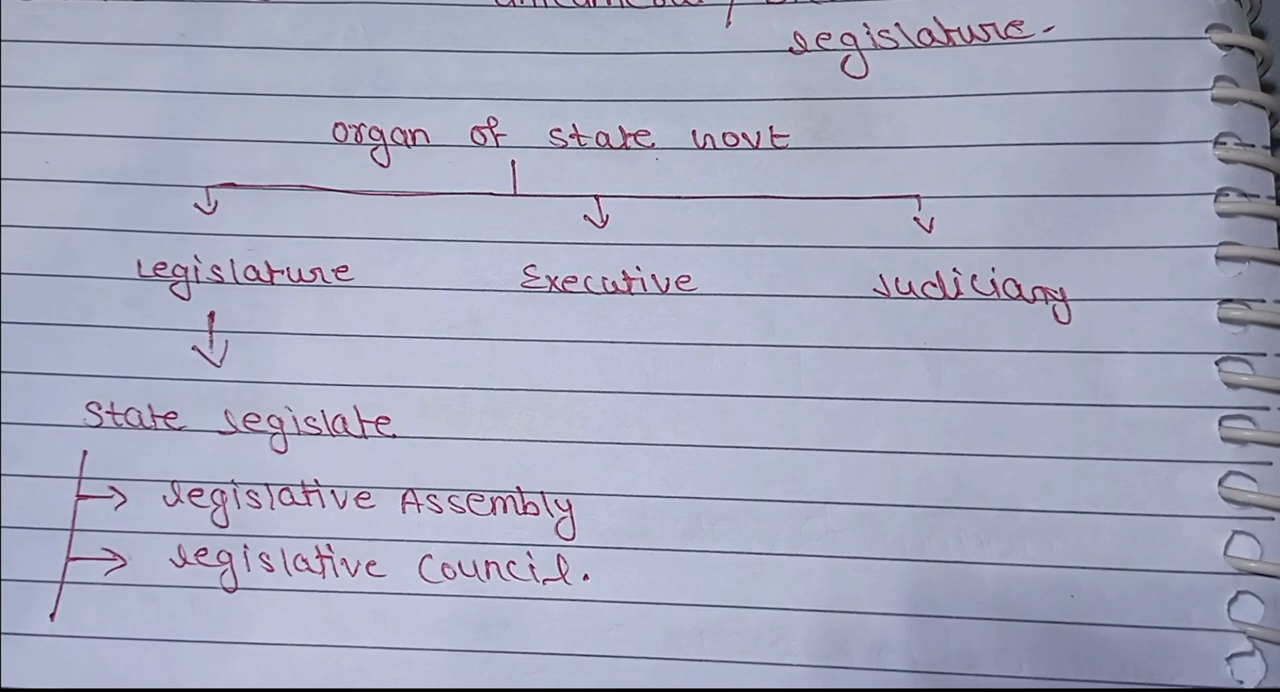 legislature.
organ of state Govt
Legislature Executive Judiciary
State legislate
→ legislative Assembly
→ legislative Council.